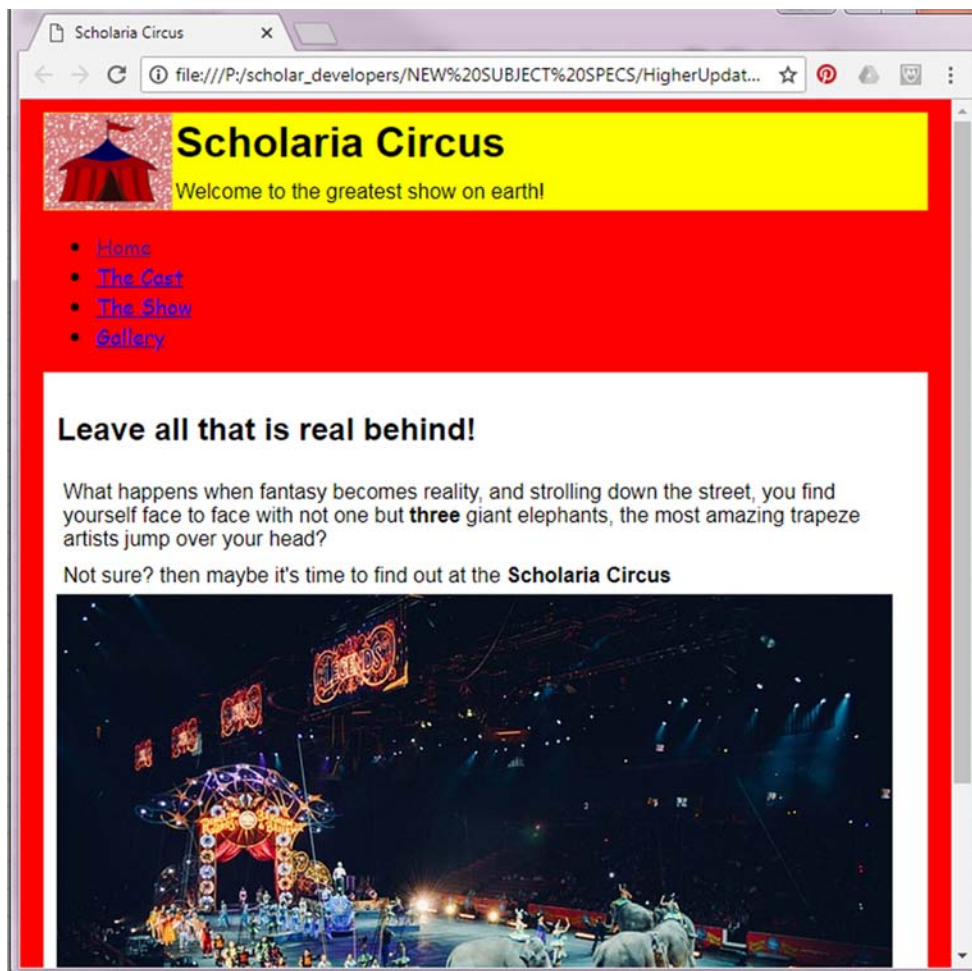 Scholaria Circus
file:///P:/scholar_developers/NEW%20SUBJECT%20SPECS/HigherUpdat...
Scholaria Circus
Welcome to the greatest show on earth!
Home
The Cast
The Show
Gallery
Leave all that is real behind!
What happens when fantasy becomes reality, and strolling down the street, you find
yourself face to face with not one but three giant elephants, the most amazing trapeze
artists jump over your head?
Not sure? then maybe it's time to find out at the Scholaria Circus
LEGENDS